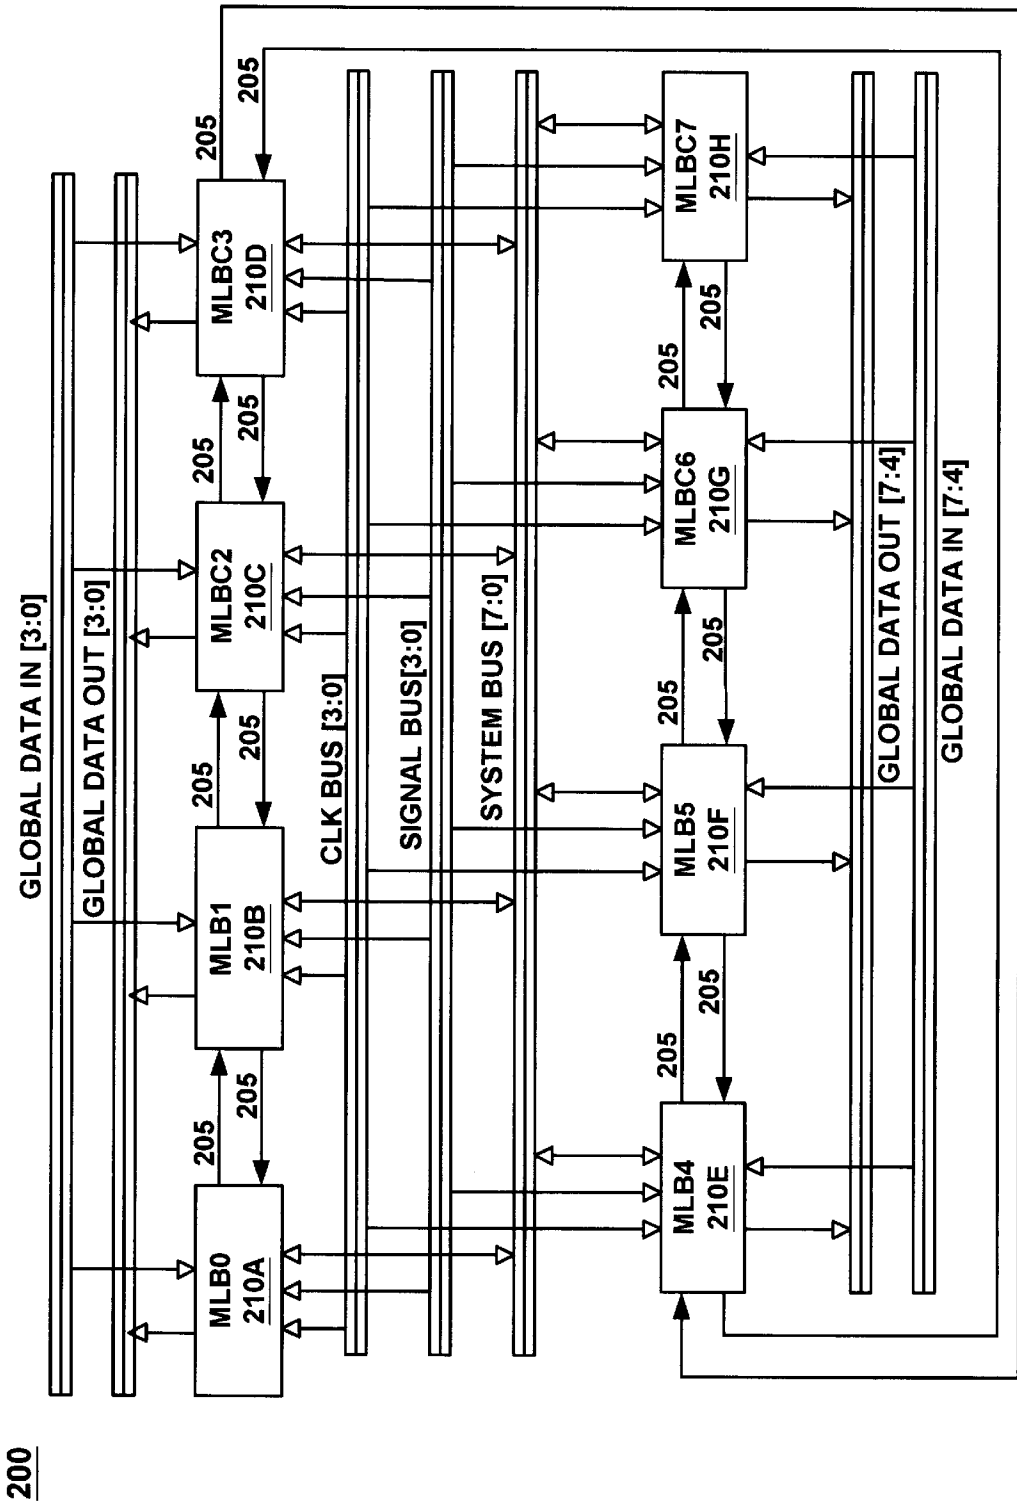 200
GLOBAL DATA IN [3:0]
GLOBAL DATA OUT [3:0]
205
205
205
205
205
205
205
205
MLB0
210A
MLB1
210B
MLBC2
210C
MLBC3
210D
CLK BUS [3:0]
SIGNAL BUS[3:0]
SYSTEM BUS [7:0]
MLB4
210E
MLB5
210F
MLBC6
210G
MLBC7
210H
205
205
205
205
205
205
GLOBAL DATA OUT [7:4]
GLOBAL DATA IN [7:4]